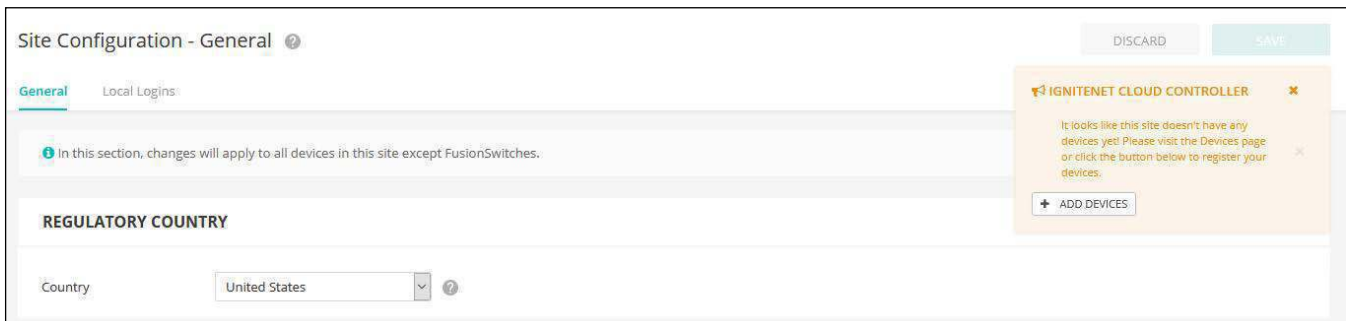 Site Configuration - General
DISCARD
SAVE
General
Local Logins
IGNITENET CLOUD CONTROLLER
It looks like this site doesn't have any
devices yet! Please visit the Devices page
or click the button below to register your
devices.
+ ADD DEVICES
In this section, changes will apply to all devices in this site except FusionSwitches.
REGULATORY COUNTRY
Country
United States